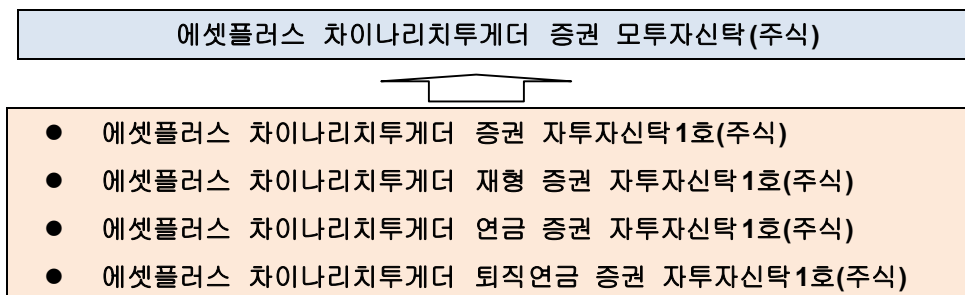 에셋플러스 차이나리치투게더 증권 모투자신탁(주식)
● 에셋플러스 차이나리치투게더 증권 자투자신탁1호(주식)
● 에셋플러스 차이나리치투게더 재형 증권 자투자신탁1호(주식)
● 에셋플러스 차이나리치투게더 연금 증권 자투자신탁1호(주식)
● 에셋플러스 차이나리치투게더 퇴직연금 증권 자투자신탁1호(주식)